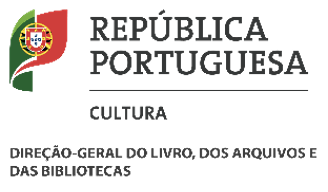 REPÚBLICA
PORTUGUESA
CULTURA
DIREÇÃO-GERAL DO LIVRO, DOS ARQUIVOS E
DAS BIBLIOTECAS